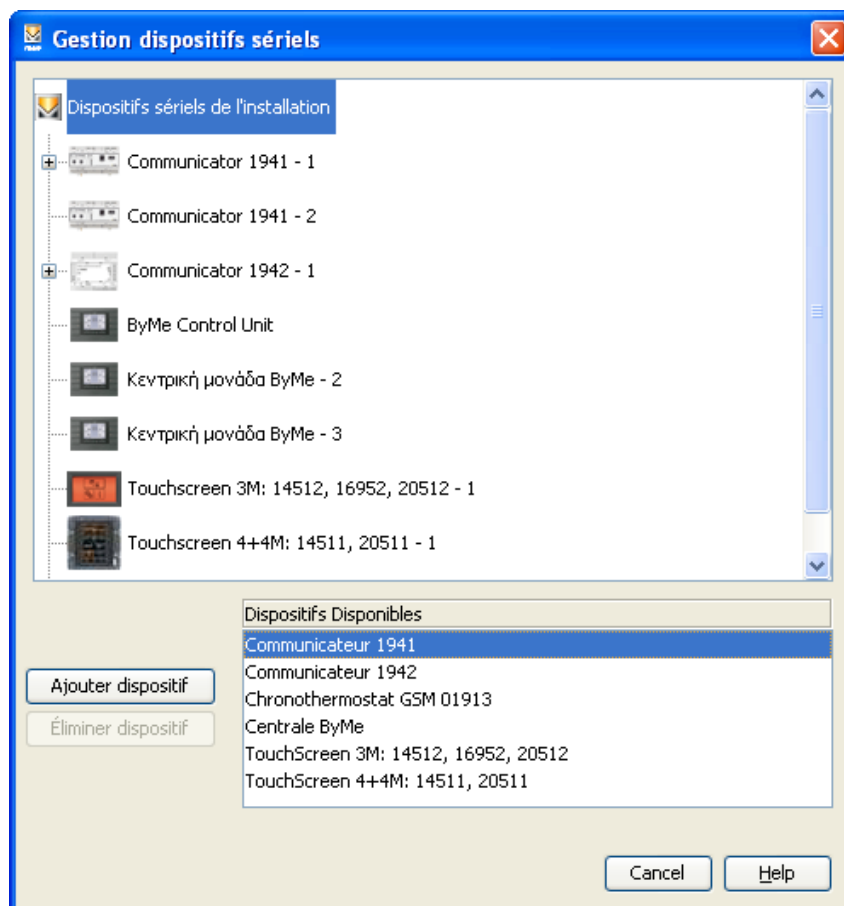 Gestion dispositifs sériels
Dispositifs sériels de l'installation
Communicator 1941 - 1
Communicator 1941 - 2
Communicator 1942 - 1
ByMe Control Unit
Κεντρική μονάδα ByMe - 2
Κεντρική μονάδα ByMe - 3
Touchscreen 3M: 14512, 16952, 20512 - 1
Touchscreen 4+4M: 14511, 20511 - 1
Dispositifs Disponibles
Communicateur 1941
Communicateur 1942
Chronothermostat GSM 01913
Centrale ByMe
TouchScreen 3M: 14512, 16952, 20512
TouchScreen 4+4M: 14511, 20511
Ajouter dispositif
Éliminer dispositif
Cancel
Help